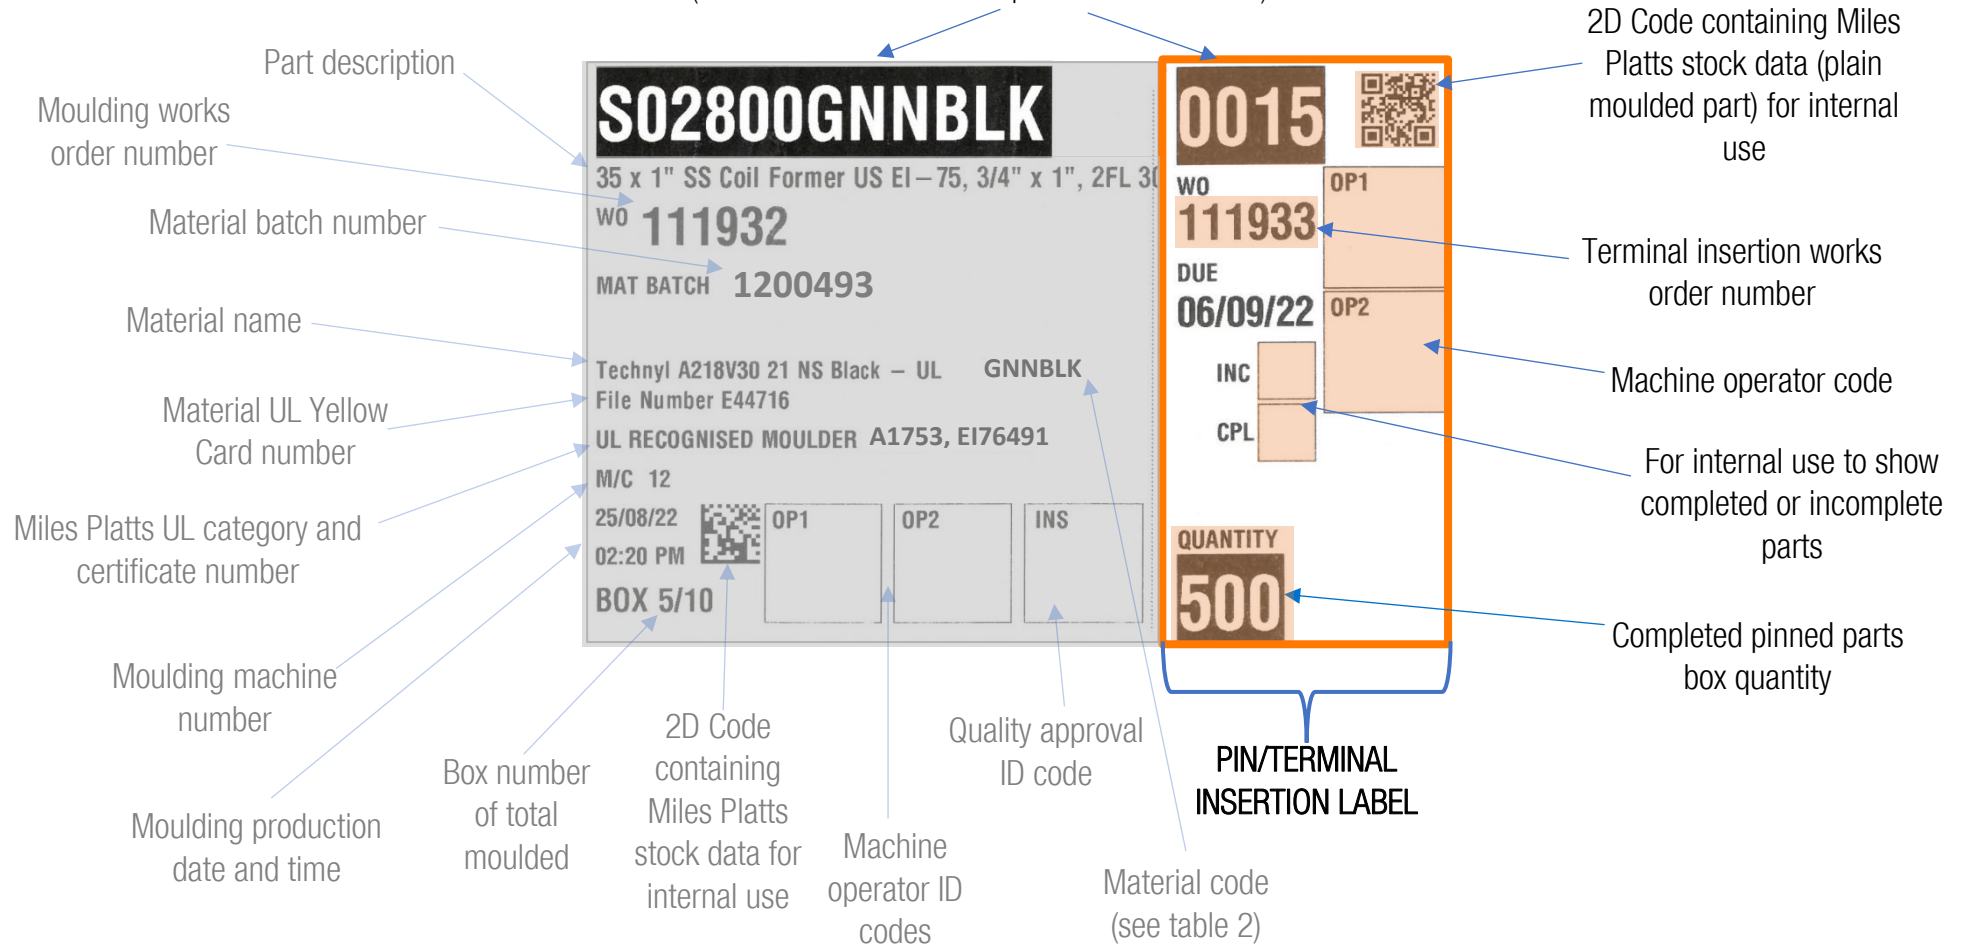 2D Code containing Miles
Platts stock data (plain
moulded part) for internal
use
Part description
Moulding works
order number
Material batch number
Material name
Material UL Yellow
Card number
Miles Platts UL category and
certificate number
Moulding machine
number
Moulding production
date and time
S02800GNNBLK
35 x 1" SS Coil Former US EI – 75, 3/4" x 1", 2FL 30
WO 111932
MAT BATCH 1200493
Technyl A218V30 21 NS Black – UL GNNBLK
File Number E44716
UL RECOGNISED MOULDER A1753, EI76491
M/C 12
25/08/22
02:20 PM
BOX 5/10
OP1
OP2
INS
0015
WO
111933
DUE
06/09/22
OP1
OP2
INC
CPL
QUANTITY
500
Terminal insertion works
order number
Machine operator code
For internal use to show
completed or incomplete
parts
Completed pinned parts
box quantity
PIN/TERMINAL
INSERTION LABEL
Box number
of total
moulded
2D Code
containing
Miles Platts
stock data for
internal use
Machine
operator ID
codes
Quality approval
ID code
Material code
(see table 2)